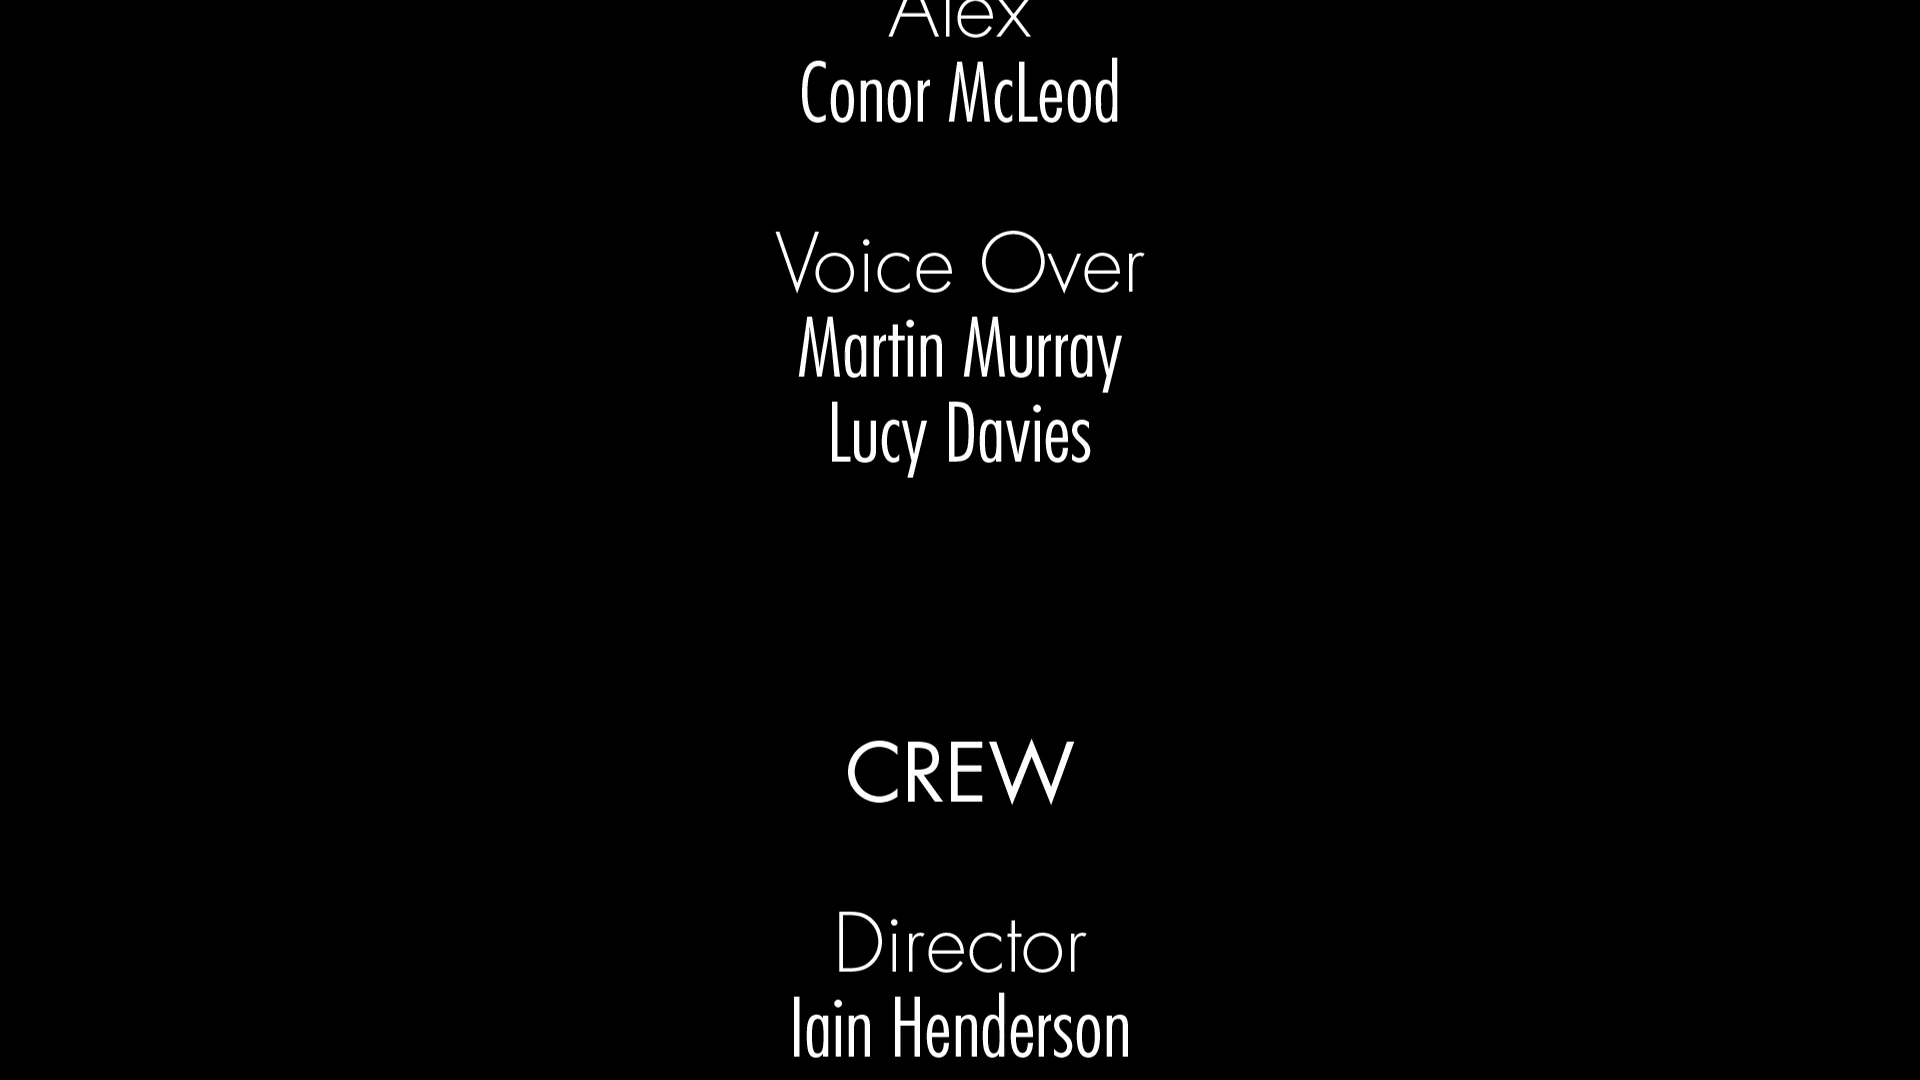 Alex
Conor McLeod
Voice Over
Martin Murray
Lucy Davies
CREW
Director
Iain Henderson